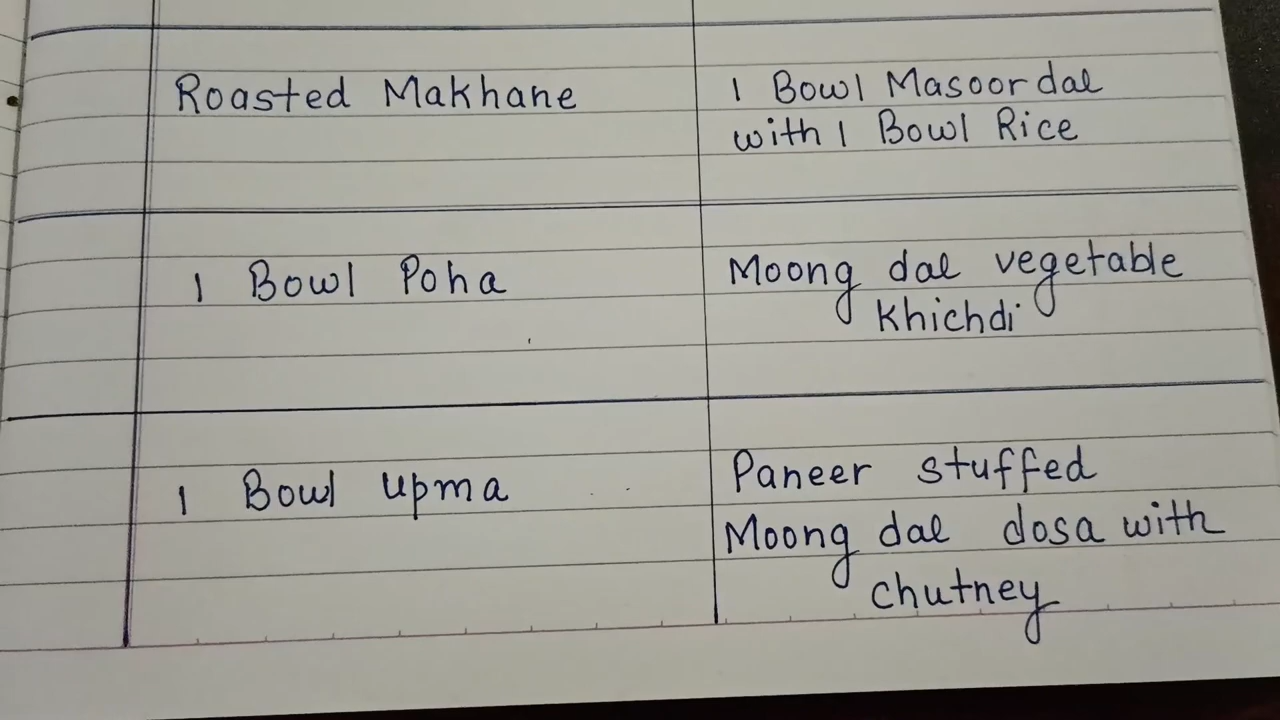 Roasted Makhane
1 Bowl Masoor dal
with 1 Bowl Rice
1 Bowl Poha
Moong dal vegetable
Khichdi
1 Bowl upma
Paneer stuffed
Moong dal dosa with
chutney